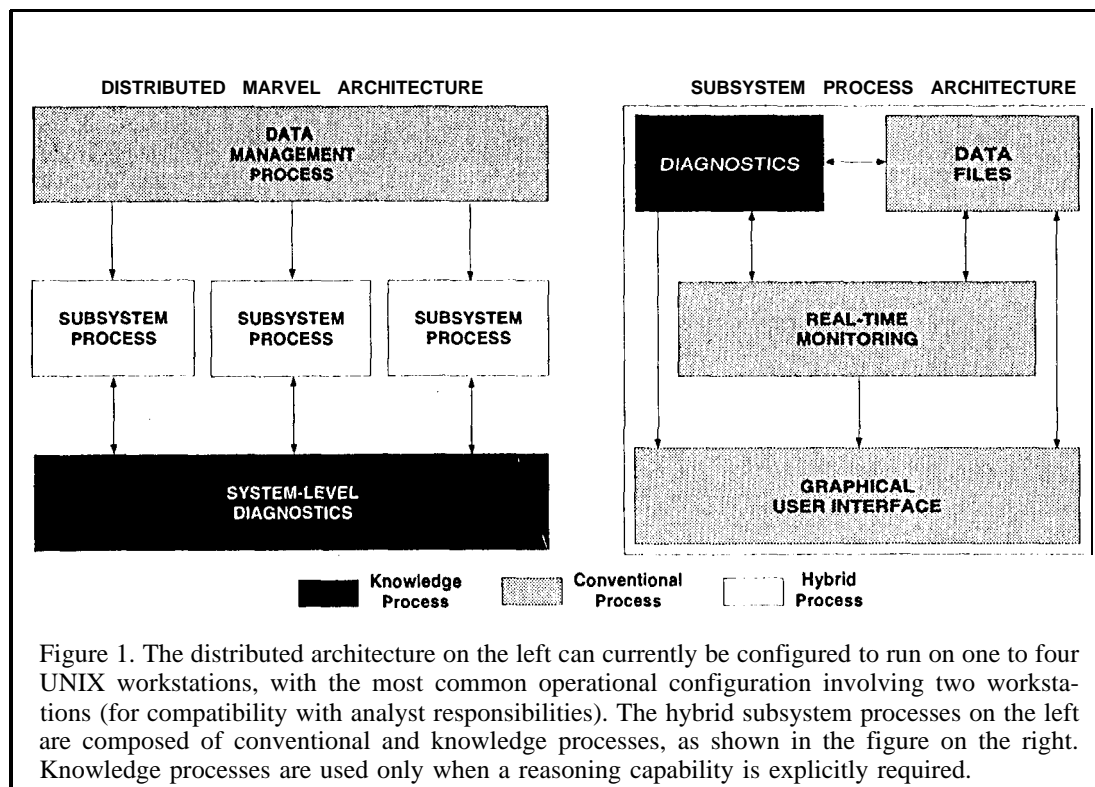 DISTRIBUTED MARVEL ARCHITECTURE
DATA
MANAGEMENT
PROCESS
SUBSYSTEM
PROCESS
SUBSYSTEM
PROCESS
SUBSYSTEM
PROCESS
SYSTEM-LEVEL
DIAGNOSTICS
SUBSYSTEM PROCESS ARCHITECTURE
DIAGNOSTICS
DATA
FILES
REAL-TIME
MONITORING
GRAPHICAL
USER INTERFACE
Knowledge
Process
Conventional
Process
Hybrid
Process
Figure 1. The distributed architecture on the left can currently be configured to run on one to four
UNIX workstations, with the most common operational configuration involving two worksta-
tions (for compatibility with analyst responsibilities). The hybrid subsystem processes on the left
are composed of conventional and knowledge processes, as shown in the figure on the right.
Knowledge processes are used only when a reasoning capability is explicitly required.